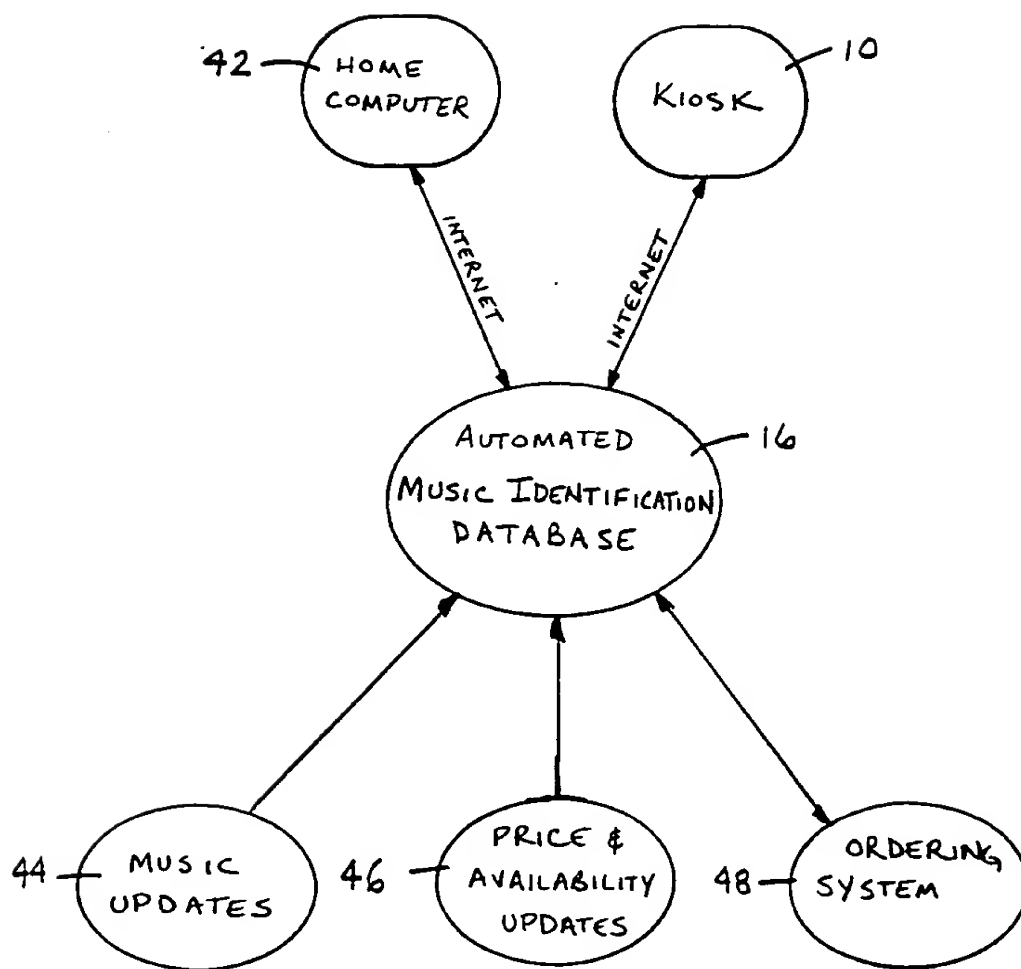 42
HOME
COMPUTER
10
KIOSK
INTERNET
INTERNET
16
AUTOMATED
MUSIC IDENTIFICATION
DATABASE
44
MUSIC
UPDATES
46
PRICE &
AVAILABILITY
UPDATES
48
ORDERING
SYSTEM